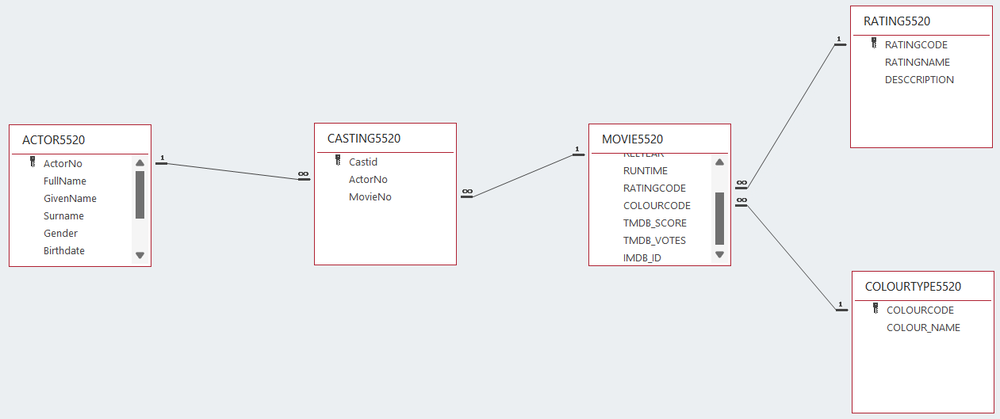 ACTOR5520
ActorNo
FullName
GivenName
Surname
Gender
Birthdate
1
∞
CASTING5520
Castid
ActorNo
MovieNo
∞
1
MOVIE5520
RELYEAR
RUNTIME
RATINGCODE
COLOURCODE
TMDB_SCORE
TMDB_VOTES
IMDB_ID
∞
∞
1
RATING5520
RATINGCODE
RATINGNAME
DESCCRIPTION
1
COLOURTYPE5520
COLOURCODE
COLOUR_NAME